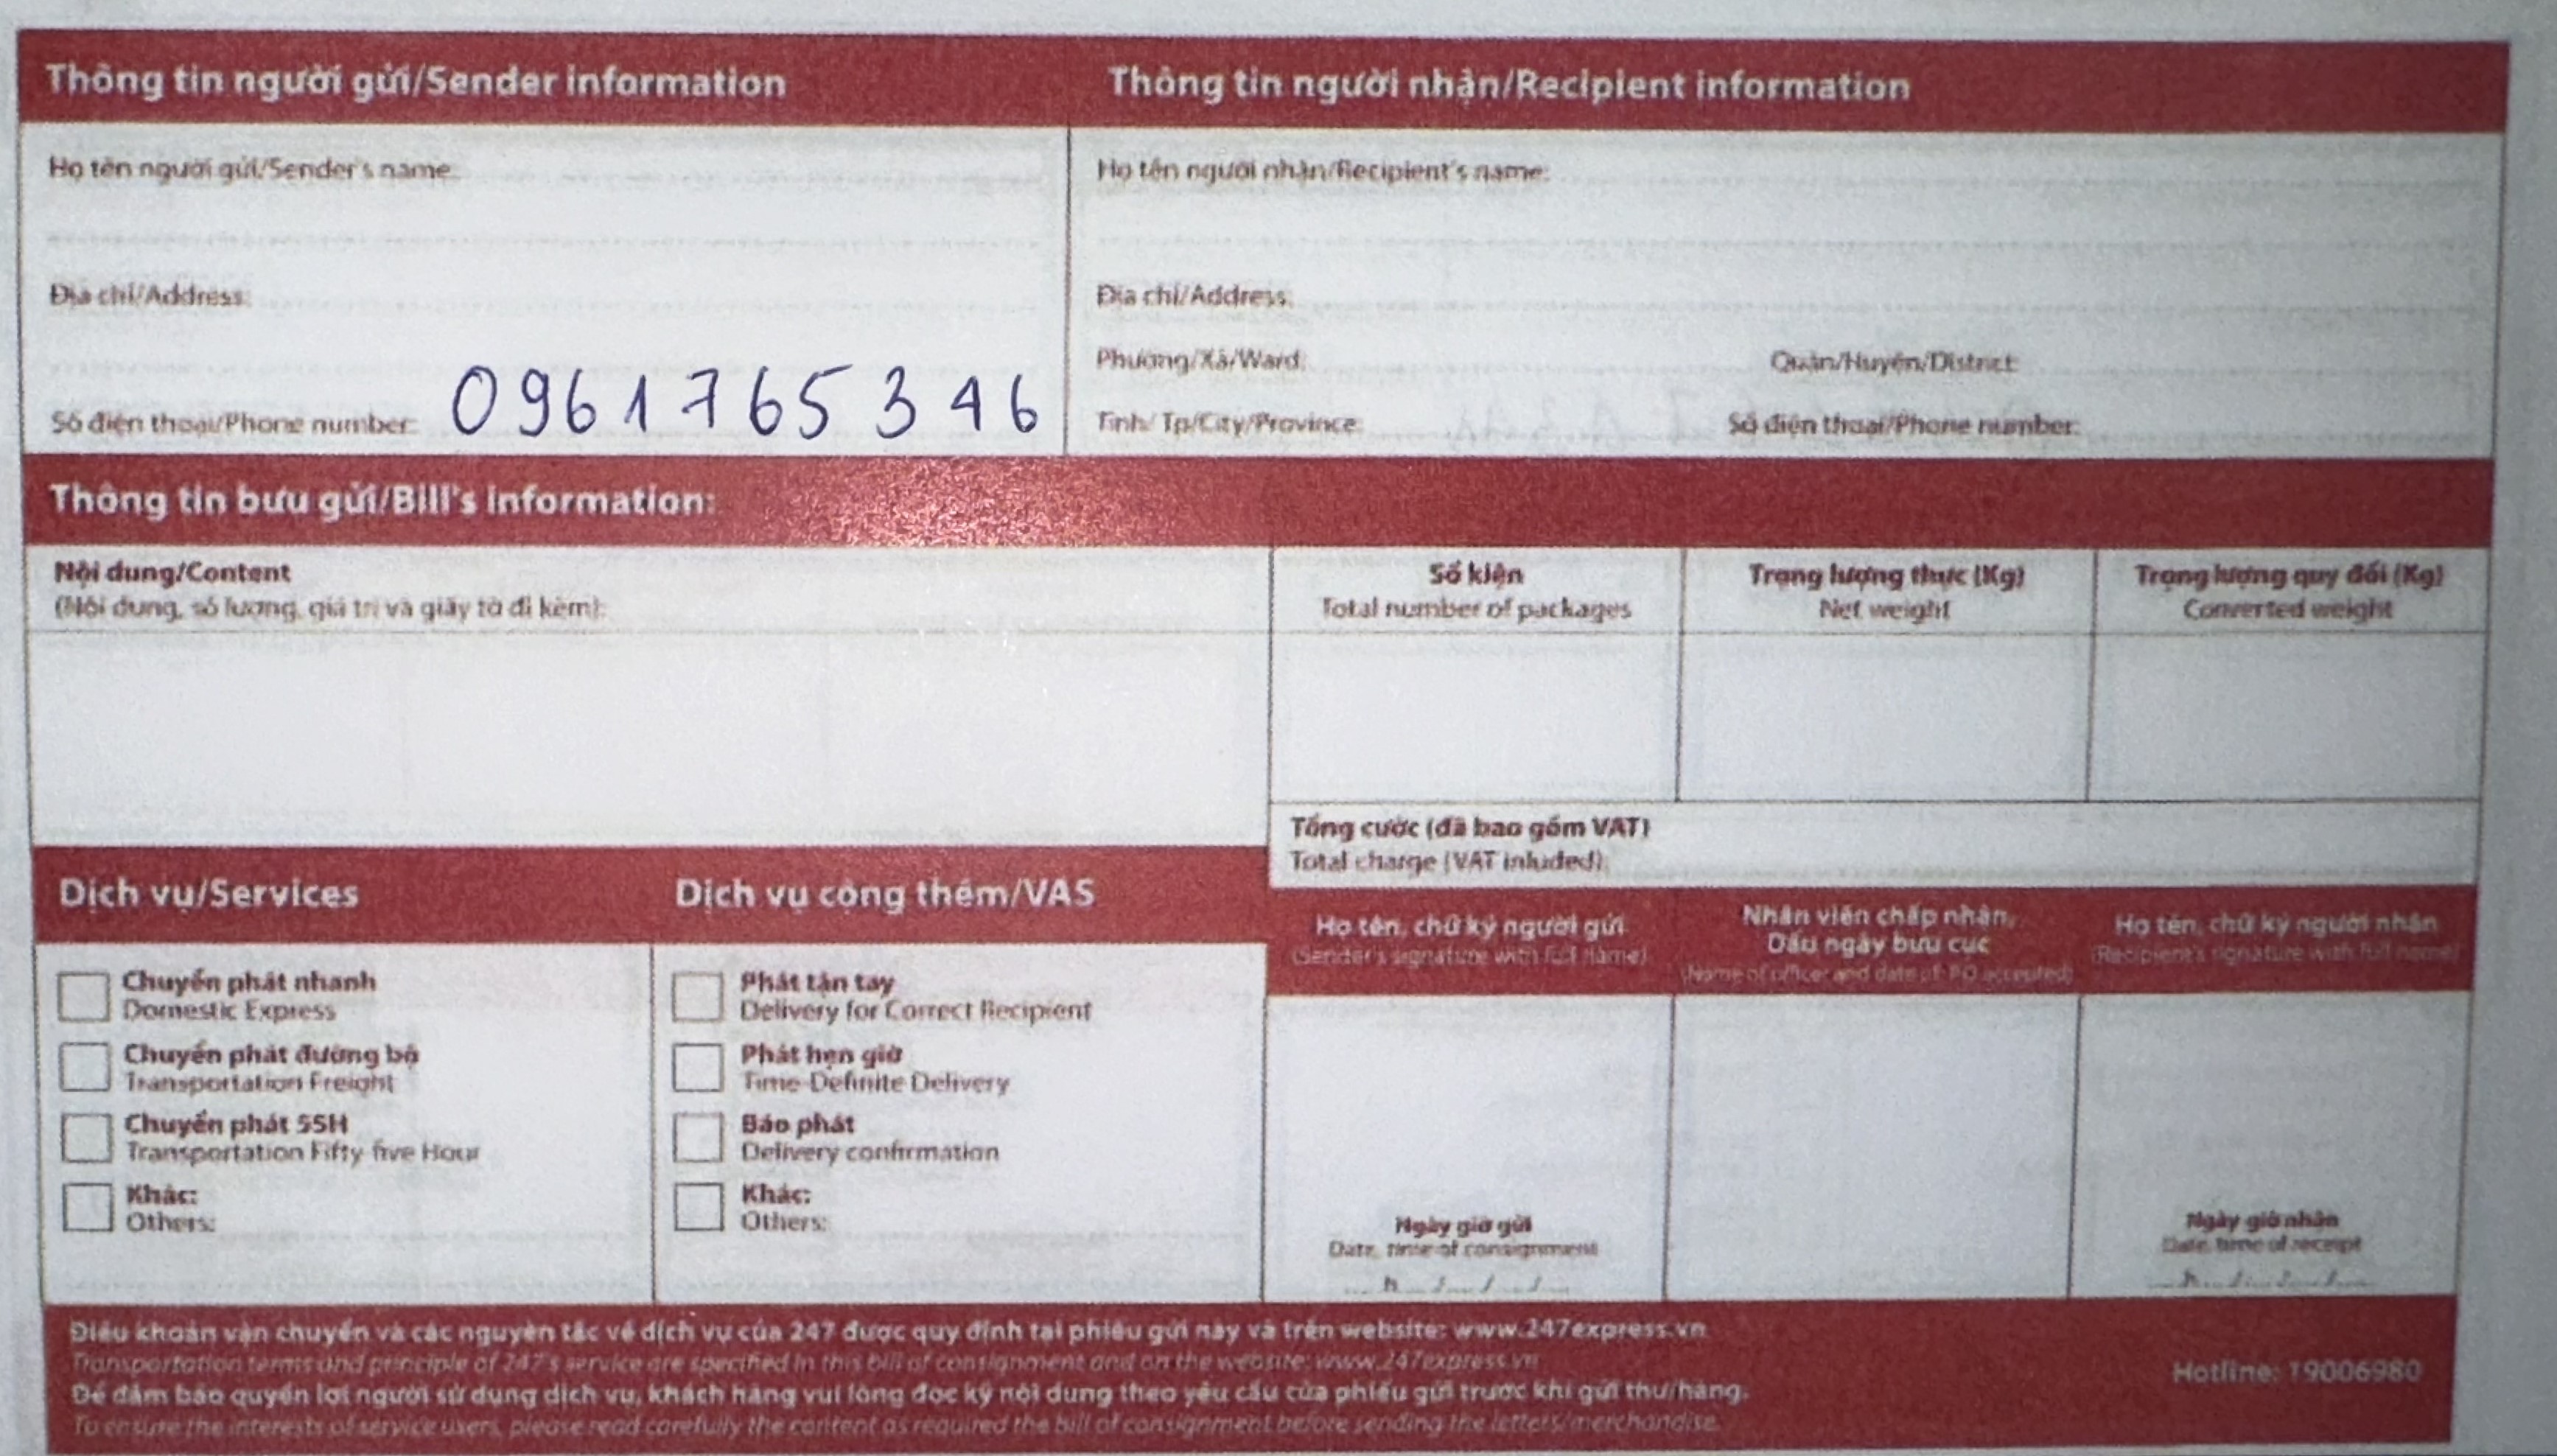 Thông tin người gửi/Sender information
Thông tin người nhận/Recipient information
Họ tên người gửi/Sender's name:
Địa chỉ/Address:
Số điện thoại/Phone number: 0961765346
Họ tên người nhận/Recipient's name:
Địa chỉ/Address:
Phường/Xã/Ward: Quận/Huyện/District:
Tỉnh/ Tp/City/Province: Số điện thoại/Phone number:
Thông tin bưu gửi/Bill's information:
Nội dung/Content
(Nội dung, số lượng, giá trị và giấy tờ đi kèm):
Số kiện
Total number of packages
Trọng lượng thực (Kg)
Net weight
Trọng lượng quy đổi (Kg)
Converted weight
Tổng cước (đã bao gồm VAT)
Total charge (VAT inluded):
Dịch vụ/Services
Chuyển phát nhanh
Domestic Express
Chuyển phát đường bộ
Transportation Freight
Chuyển phát 55H
Transportation Fifty-five Hour
Khác:
Others:
Dịch vụ cộng thêm/VAS
Phát tận tay
Delivery for Correct Recipient
Phát hẹn giờ
Time-Definite Delivery
Báo phát
Delivery confirmation
Khác:
Others:
Họ tên, chữ ký người gửi
(Sender's signature with full name)
Ngày giờ gửi
Date, time of consignment
h / / /
Nhân viên chấp nhận,
Dấu ngày bưu cục
(Name of officer and date of PO accepted)
Họ tên, chữ ký người nhận
(Recipient's signature with full name)
Ngày giờ nhận
Date, time of receipt
h / / /
Điều khoản vận chuyển và các nguyên tắc về dịch vụ của 247 được quy định tại phiếu gửi này và trên website: www.247express.vn
Transportation terms and principle of 247's service are specified in this bill of consignment and on the website: www.247express.vn
Để đảm bảo quyền lợi người sử dụng dịch vụ, khách hàng vui lòng đọc kỹ nội dung theo yêu cầu của phiếu gửi trước khi gửi thư/hàng.
To ensure the interests of service users, please read carefully the content as required the bill of consignment before sending the letters/merchandise.
Hotline: 19006980